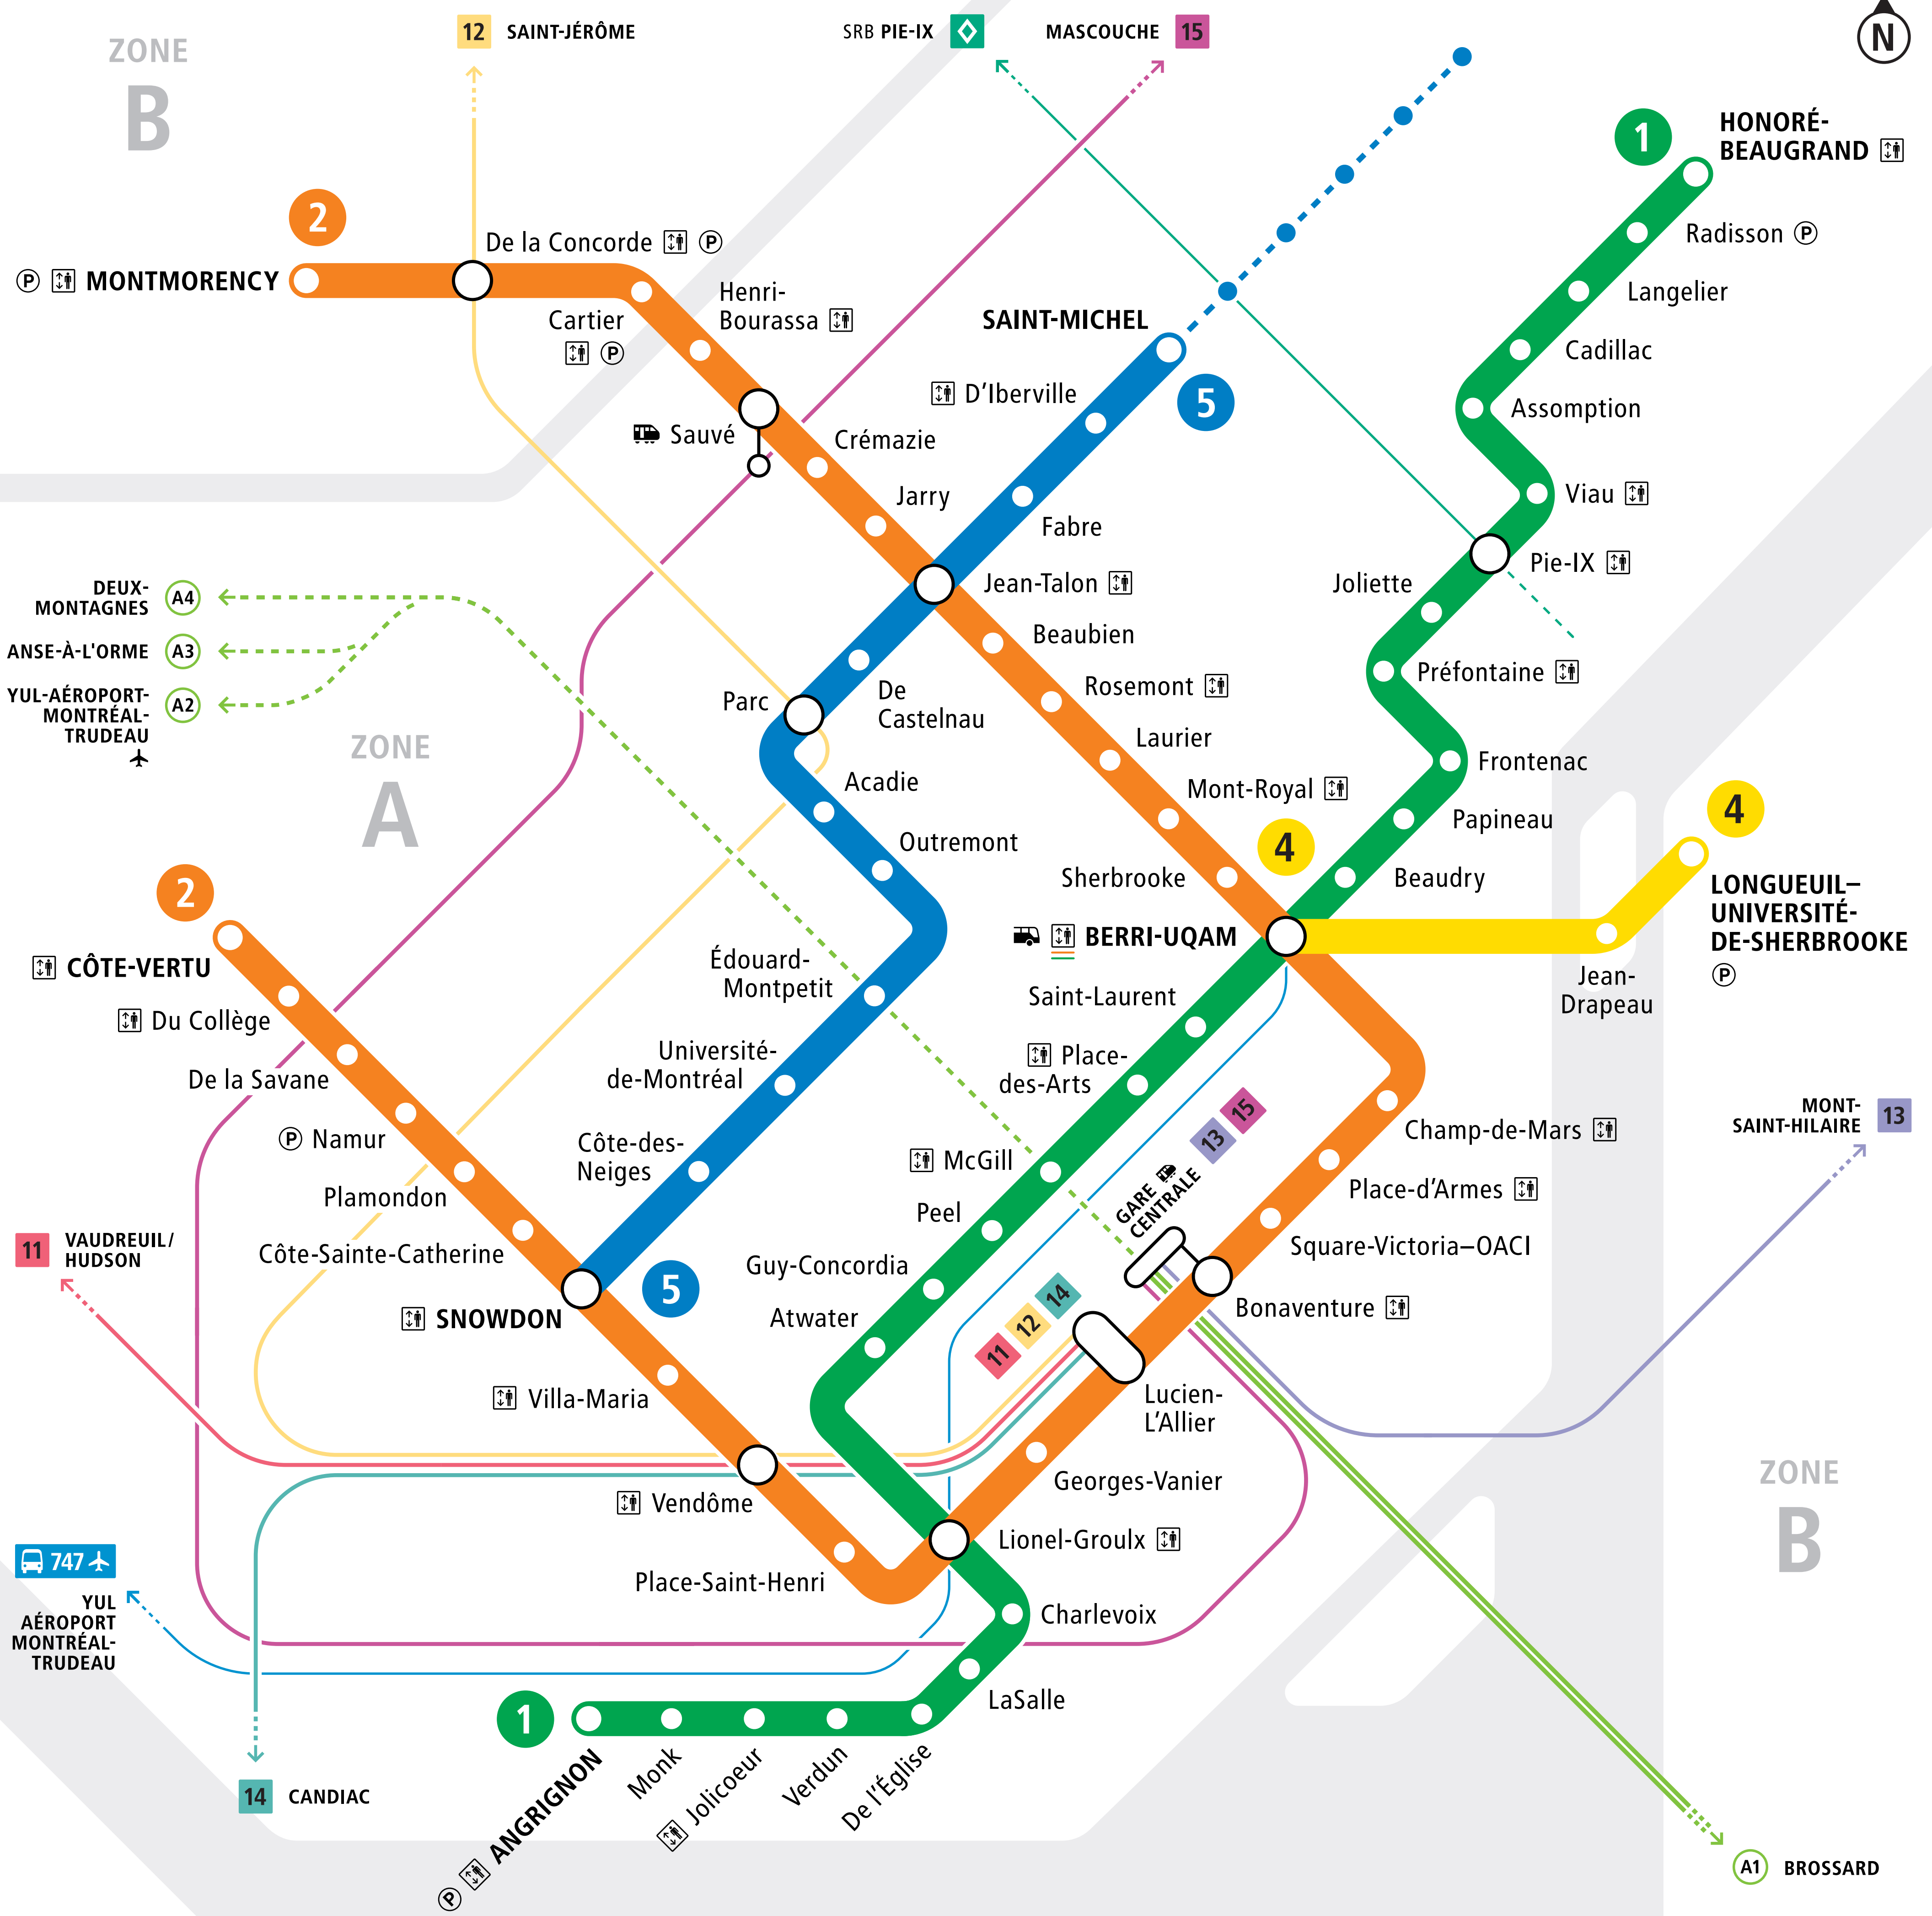 ZONE
B
12 SAINT-JÉRÔME
SRB PIE-IX
MASCOUCHE 15
N
1
HONORÉ-
BEAUGRAND
Radisson P
Langelier
Cadillac
Assomption
Viau
Pie-IX
Joliette
Préfontaine
Frontenac
Papineau
Beaudry
2
P MONTMORENCY
De la Concorde P
Cartier
P
Henri-
Bourassa
Sauvé
Crémazie
Jarry
Jean-Talon
Beaubien
Rosemont
Laurier
Mont-Royal
Sherbrooke
SAINT-MICHEL
5
D'Iberville
Fabre
De
Castelnau
Parc
Acadie
Outremont
Édouard-
Montpetit
Université-
de-Montréal
Côte-des-
Neiges
DEUX-
MONTAGNES
A4
ANSE-À-L'ORME A3
YUL-AÉROPORT-
MONTRÉAL-
TRUDEAU
A2
ZONE
A
4
BERRI-UQAM
4
LONGUEUIL–
UNIVERSITÉ-
DE-SHERBROOKE
P
Jean-
Drapeau
Saint-Laurent
Place-
des-Arts
McGill
Peel
Guy-Concordia
Atwater
2
CÔTE-VERTU
Du Collège
De la Savane
P Namur
Plamondon
Côte-Sainte-Catherine
SNOWDON
5
Villa-Maria
Vendôme
Place-Saint-Henri
Champ-de-Mars
Place-d'Armes
Square-Victoria–OACI
Bonaventure
GARE
CENTRALE
13 15
11 12 14
Lucien-
L'Allier
Georges-Vanier
Lionel-Groulx
Charlevoix
LaSalle
De l'Église
Verdun
Jolicoeur
Monk
P ANGRIGNON
1
11 VAUDREUIL/
HUDSON
747
YUL
AÉROPORT
MONTRÉAL-
TRUDEAU
14 CANDIAC
MONT-
SAINT-HILAIRE
13
ZONE
B
A1 BROSSARD